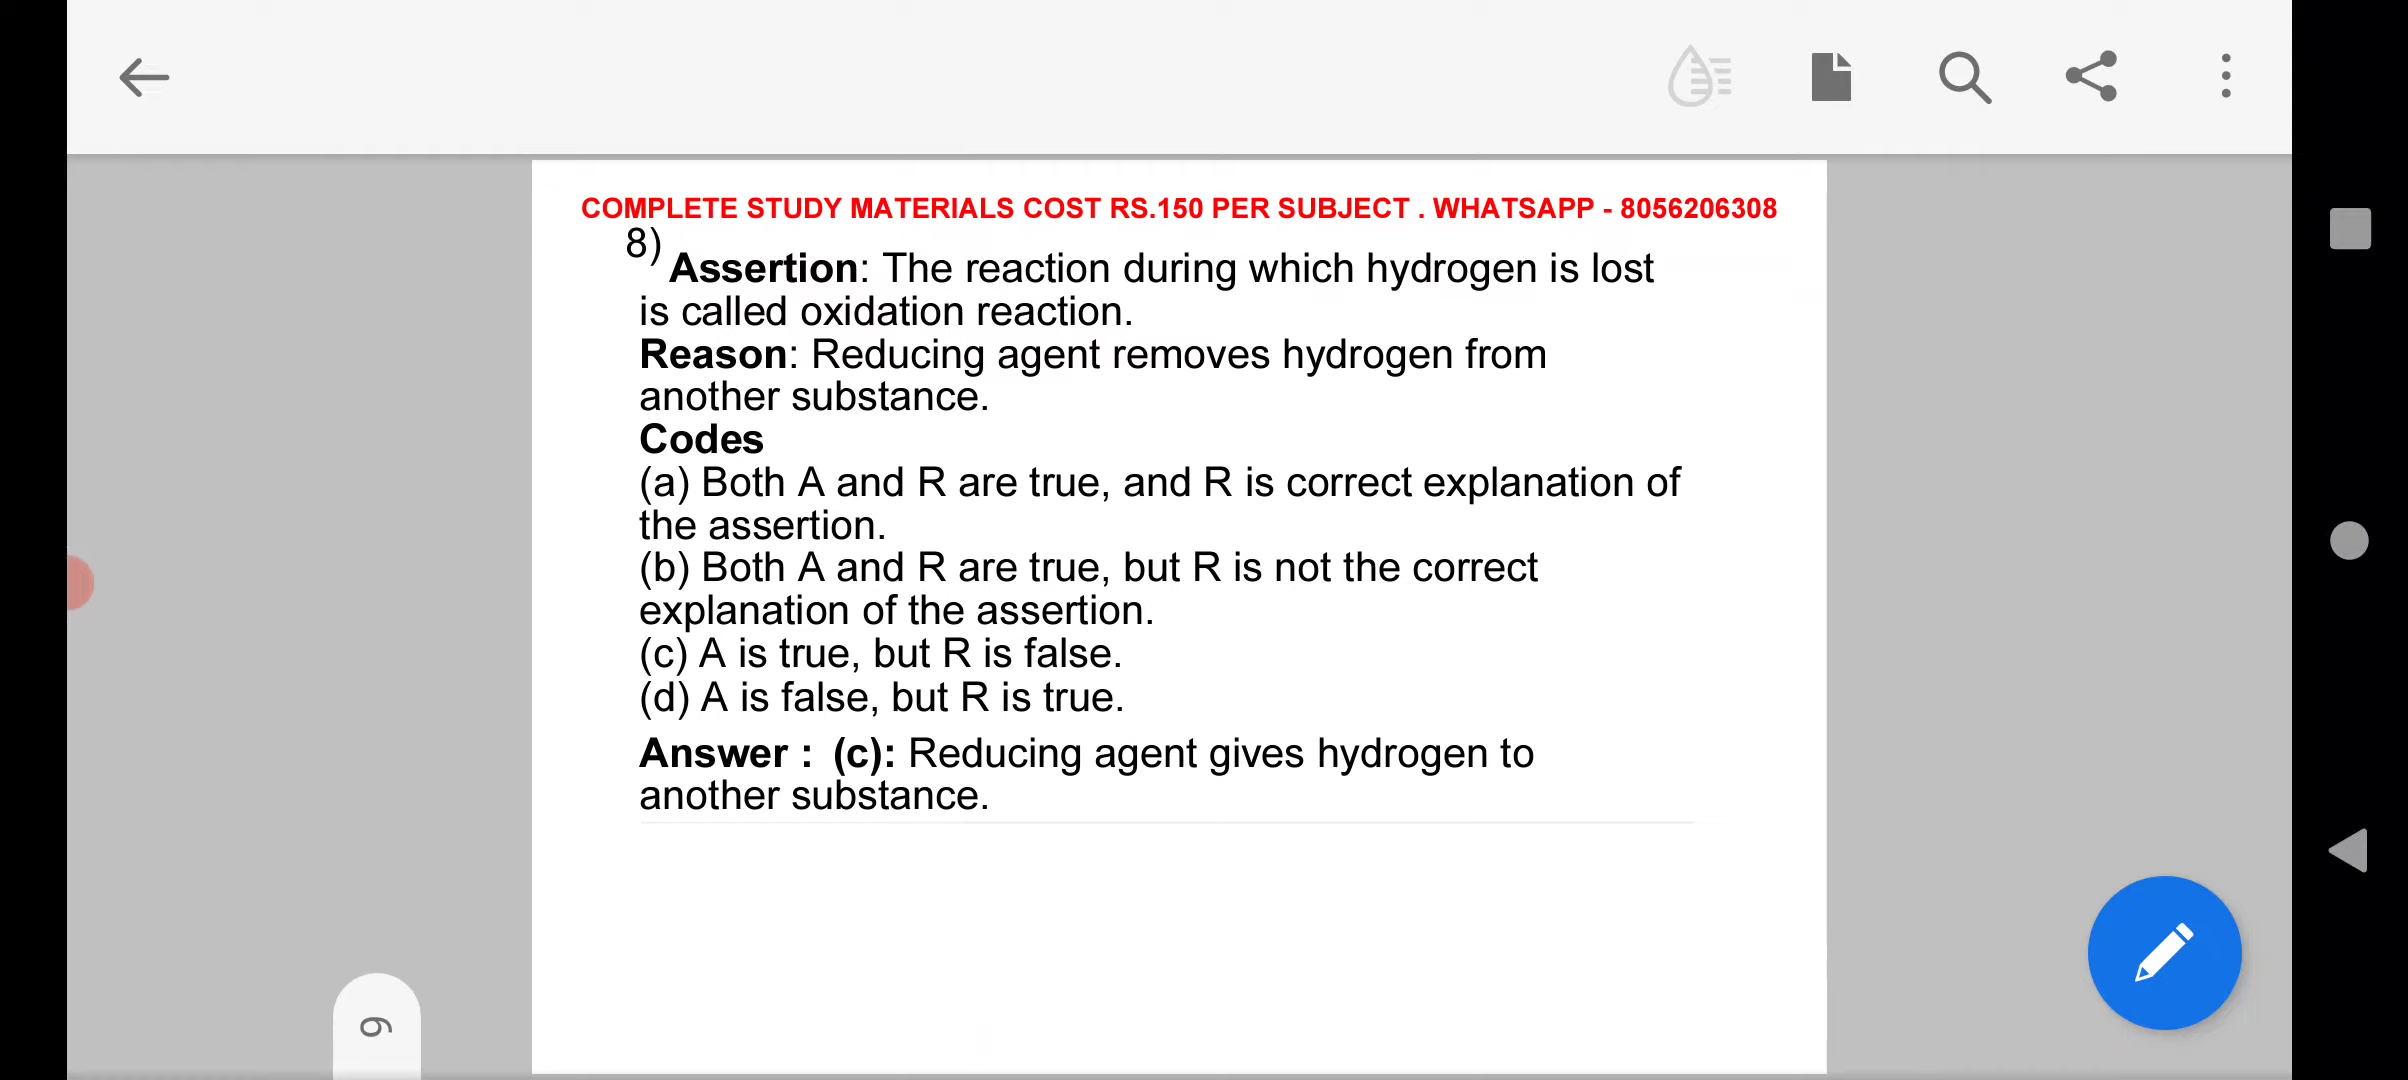 COMPLETE STUDY MATERIALS COST RS.150 PER SUBJECT . WHATSAPP - 8056206308
8)
Assertion: The reaction during which hydrogen is lost
is called oxidation reaction.
Reason: Reducing agent removes hydrogen from
another substance.
Codes
(a) Both A and R are true, and R is correct explanation of
the assertion.
(b) Both A and R are true, but R is not the correct
explanation of the assertion.
(c) A is true, but R is false.
(d) A is false, but R is true.
Answer : (c): Reducing agent gives hydrogen to
another substance.
6